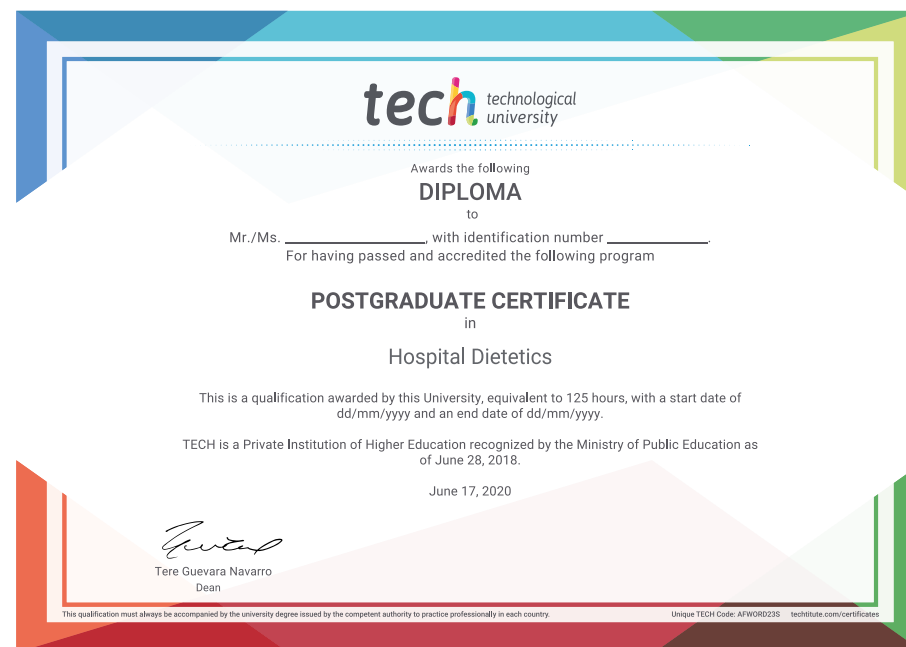 tech technological
university
Awards the following
DIPLOMA
to
Mr./Ms. ____________________, with identification number ______________.
For having passed and accredited the following program
POSTGRADUATE CERTIFICATE
in
Hospital Dietetics
This is a qualification awarded by this University, equivalent to 125 hours, with a start date of
dd/mm/yyyy and an end date of dd/mm/yyyy.
TECH is a Private Institution of Higher Education recognized by the Ministry of Public Education as
of June 28, 2018.
June 17, 2020
Tere Guevara Navarro
Dean
This qualification must always be accompanied by the university degree issued by the competent authority to practice professionally in each country. Unique TECH Code: AFWORD23S techtitute.com/certificates